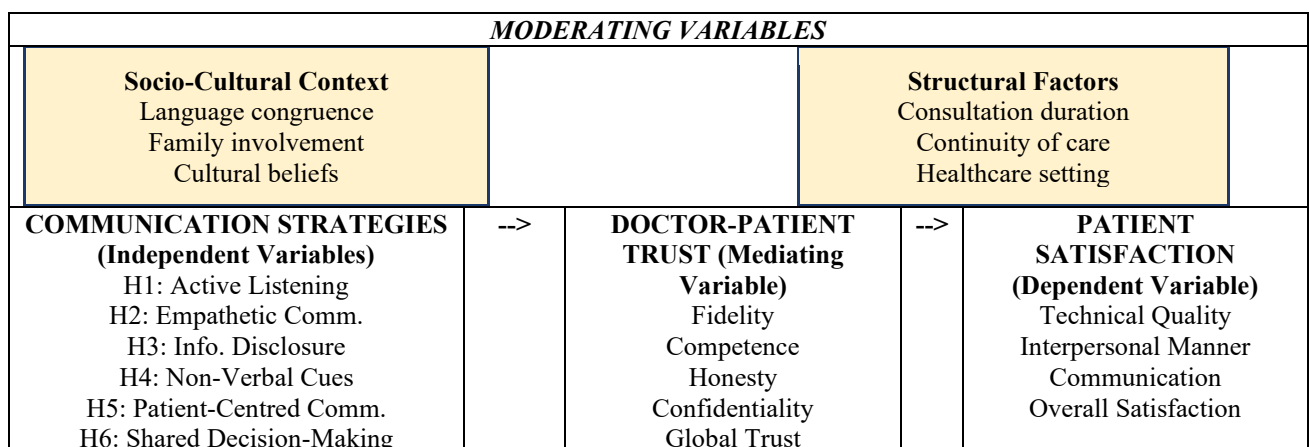 MODERATING VARIABLES
Socio-Cultural Context
Language congruence
Family involvement
Cultural beliefs
Structural Factors
Consultation duration
Continuity of care
Healthcare setting
COMMUNICATION STRATEGIES
(Independent Variables)
H1: Active Listening
H2: Empathetic Comm.
H3: Info. Disclosure
H4: Non-Verbal Cues
H5: Patient-Centred Comm.
H6: Shared Decision-Making
-->
DOCTOR-PATIENT
TRUST (Mediating
Variable)
Fidelity
Competence
Honesty
Confidentiality
Global Trust
-->
PATIENT
SATISFACTION
(Dependent Variable)
Technical Quality
Interpersonal Manner
Communication
Overall Satisfaction